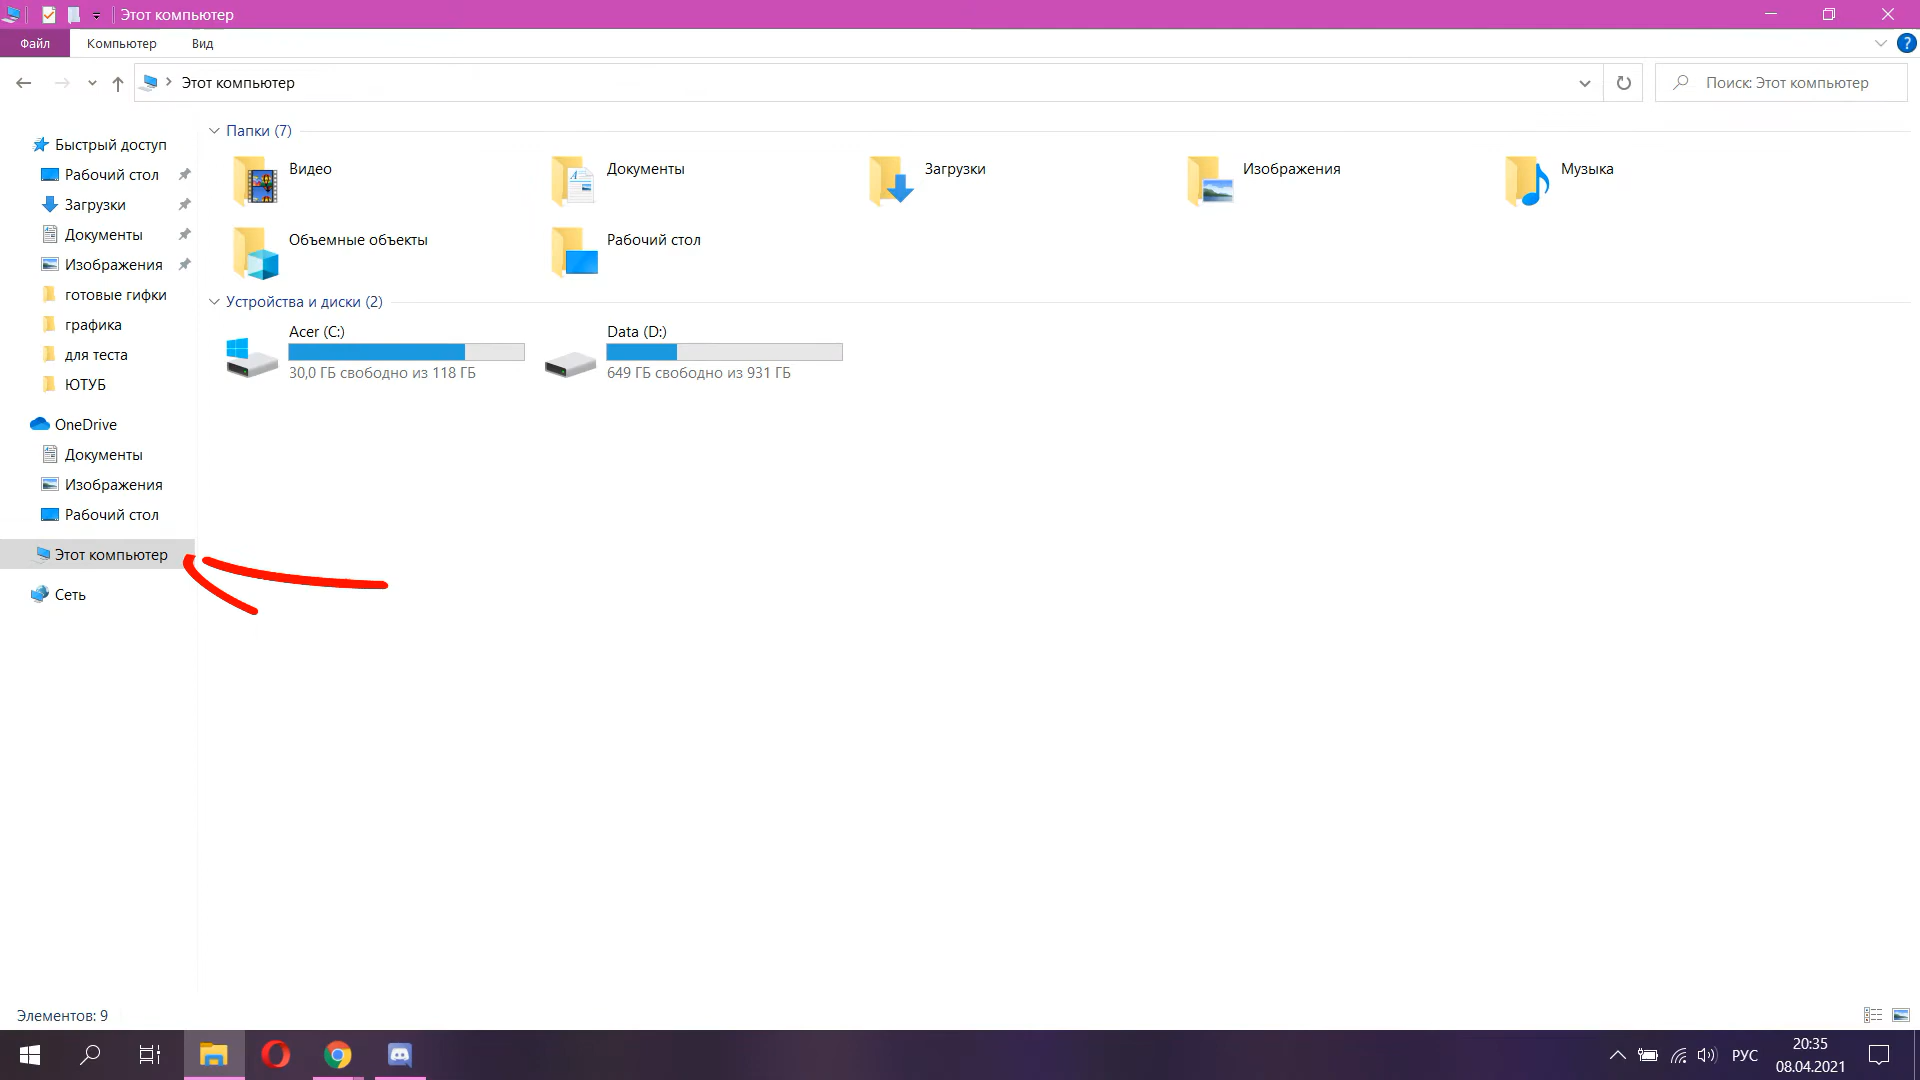 Этот компьютер
Файл
Компьютер
Вид
Этот компьютер
Поиск: Этот компьютер
Быстрый доступ
Рабочий стол
Загрузки
Документы
Изображения
готовые гифки
графика
для теста
ЮТУБ
OneDrive
Документы
Изображения
Рабочий стол
Этот компьютер
Сеть
Папки (7)
Видео
Документы
Загрузки
Изображения
Музыка
Объемные объекты
Рабочий стол
Устройства и диски (2)
Acer (C:)
30,0 ГБ свободно из 118 ГБ
Data (D:)
649 ГБ свободно из 931 ГБ
Элементов: 9
РУС
20:35
08.04.2021